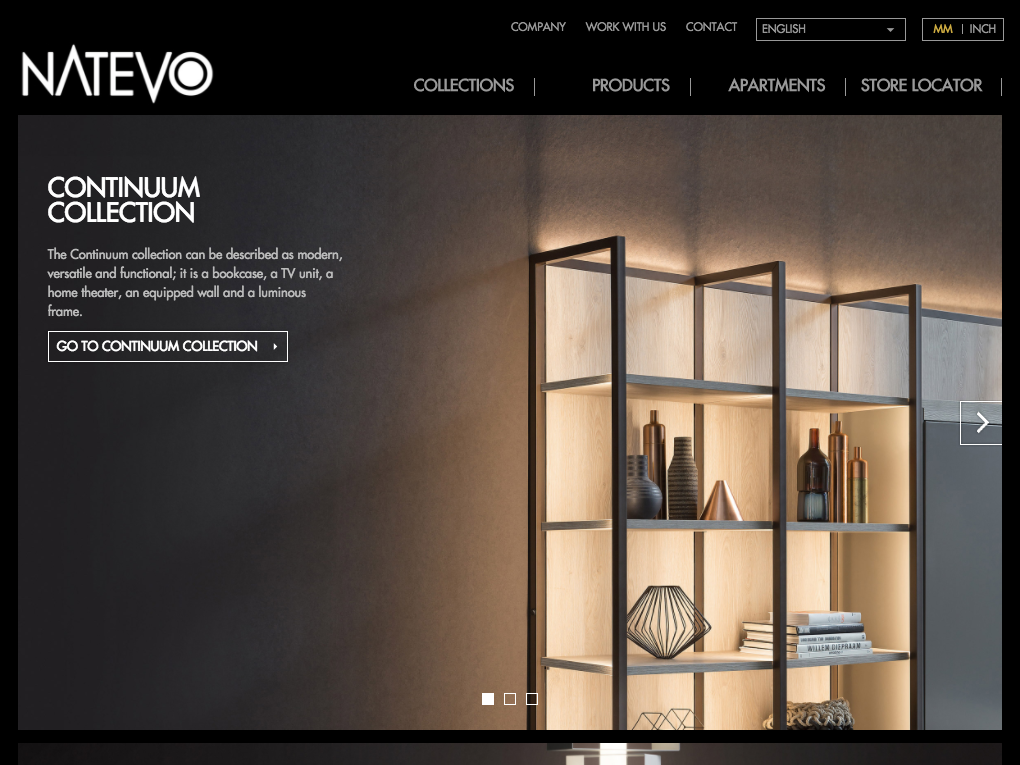 COMPANY WORK WITH US CONTACT ENGLISH MM | INCH
NATEVO
COLLECTIONS PRODUCTS APARTMENTS STORE LOCATOR
CONTINUUM
COLLECTION
The Continuum collection can be described as modern,
versatile and functional; it is a bookcase, a TV unit, a
home theater, an equipped wall and a luminous
frame.
GO TO CONTINUUM COLLECTION
WILLEM DIEPRAAM